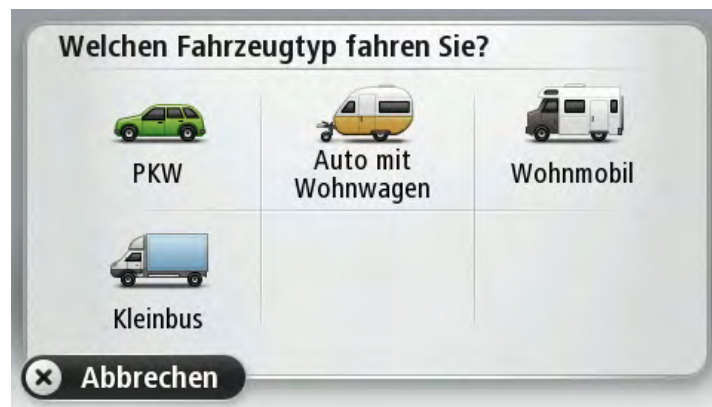 Welchen Fahrzeugtyp fahren Sie?
PKW
Auto mit
Wohnwagen
Wohnmobil
Kleinbus
Abbrechen